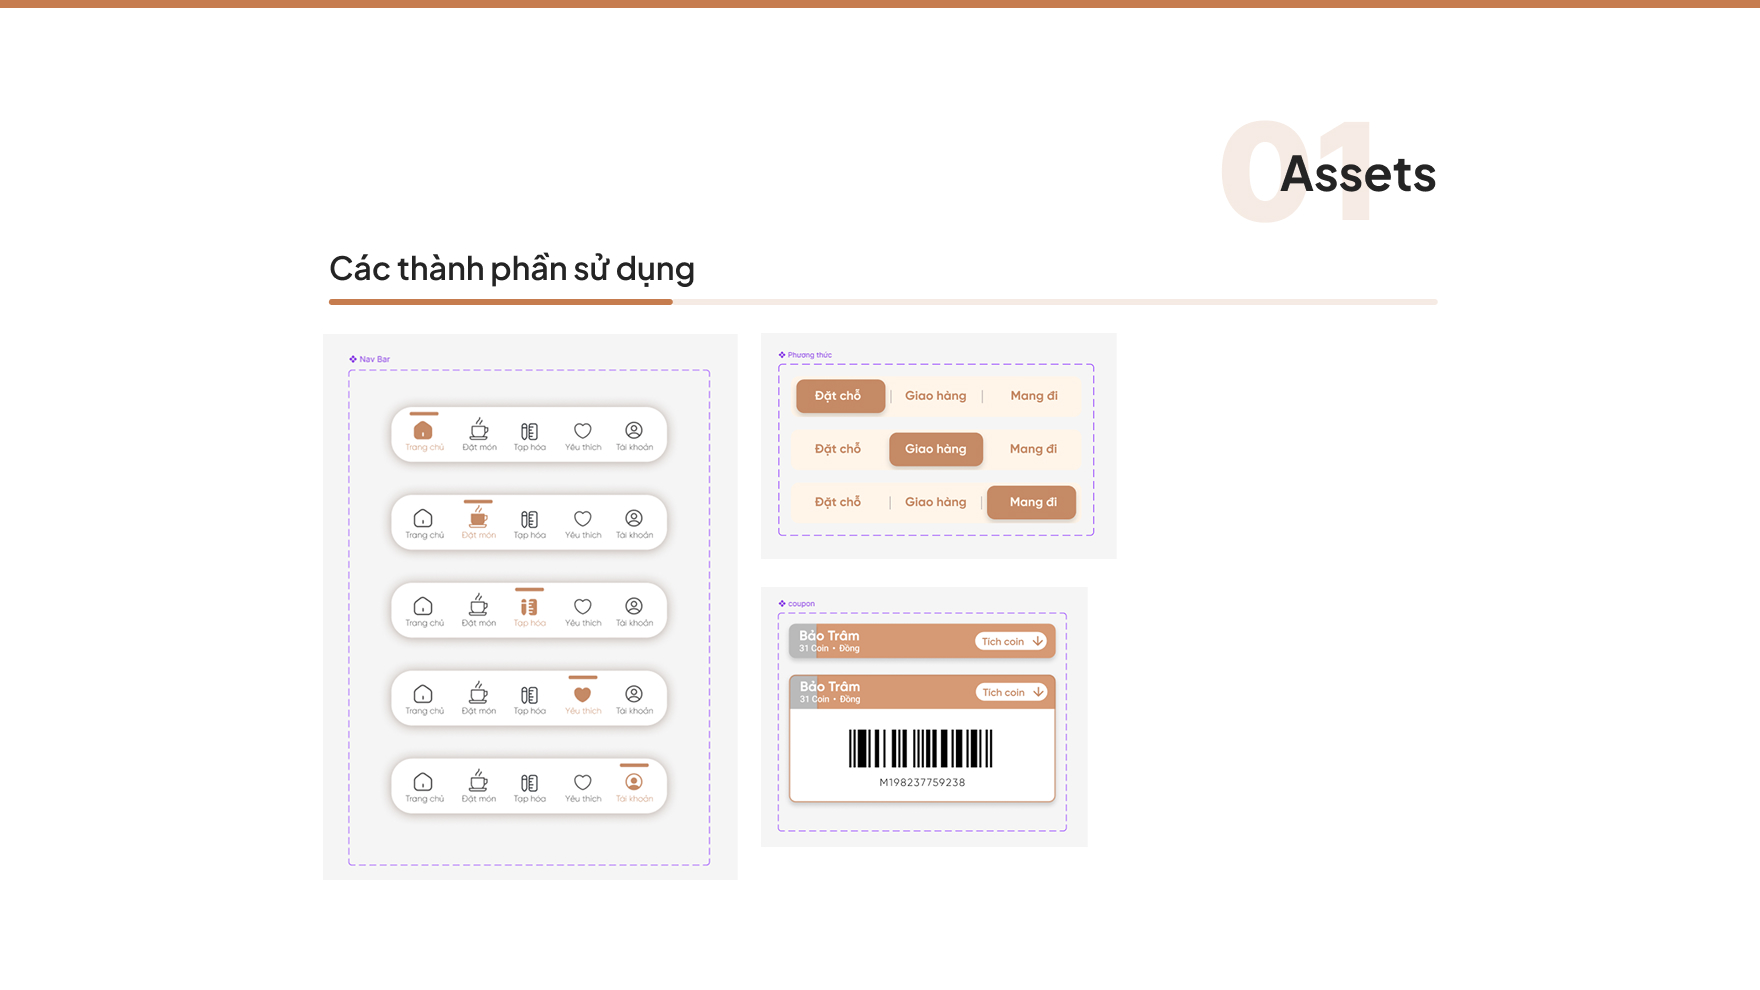 01
Assets
Các thành phần sử dụng
Nav Bar
Trang chủ Đặt món Tạp hóa Yêu thích Tài khoản
Trang chủ Đặt món Tạp hóa Yêu thích Tài khoản
Trang chủ Đặt món Tạp hóa Yêu thích Tài khoản
Trang chủ Đặt món Tạp hóa Yêu thích Tài khoản
Trang chủ Đặt món Tạp hóa Yêu thích Tài khoản
Phương thức
Đặt chỗ | Giao hàng | Mang đi
Đặt chỗ Giao hàng Mang đi
Đặt chỗ | Giao hàng | Mang đi
coupon
Bảo Trâm
31 Coin • Đồng
Tích coin
Bảo Trâm
31 Coin • Đồng
Tích coin
M198237759238